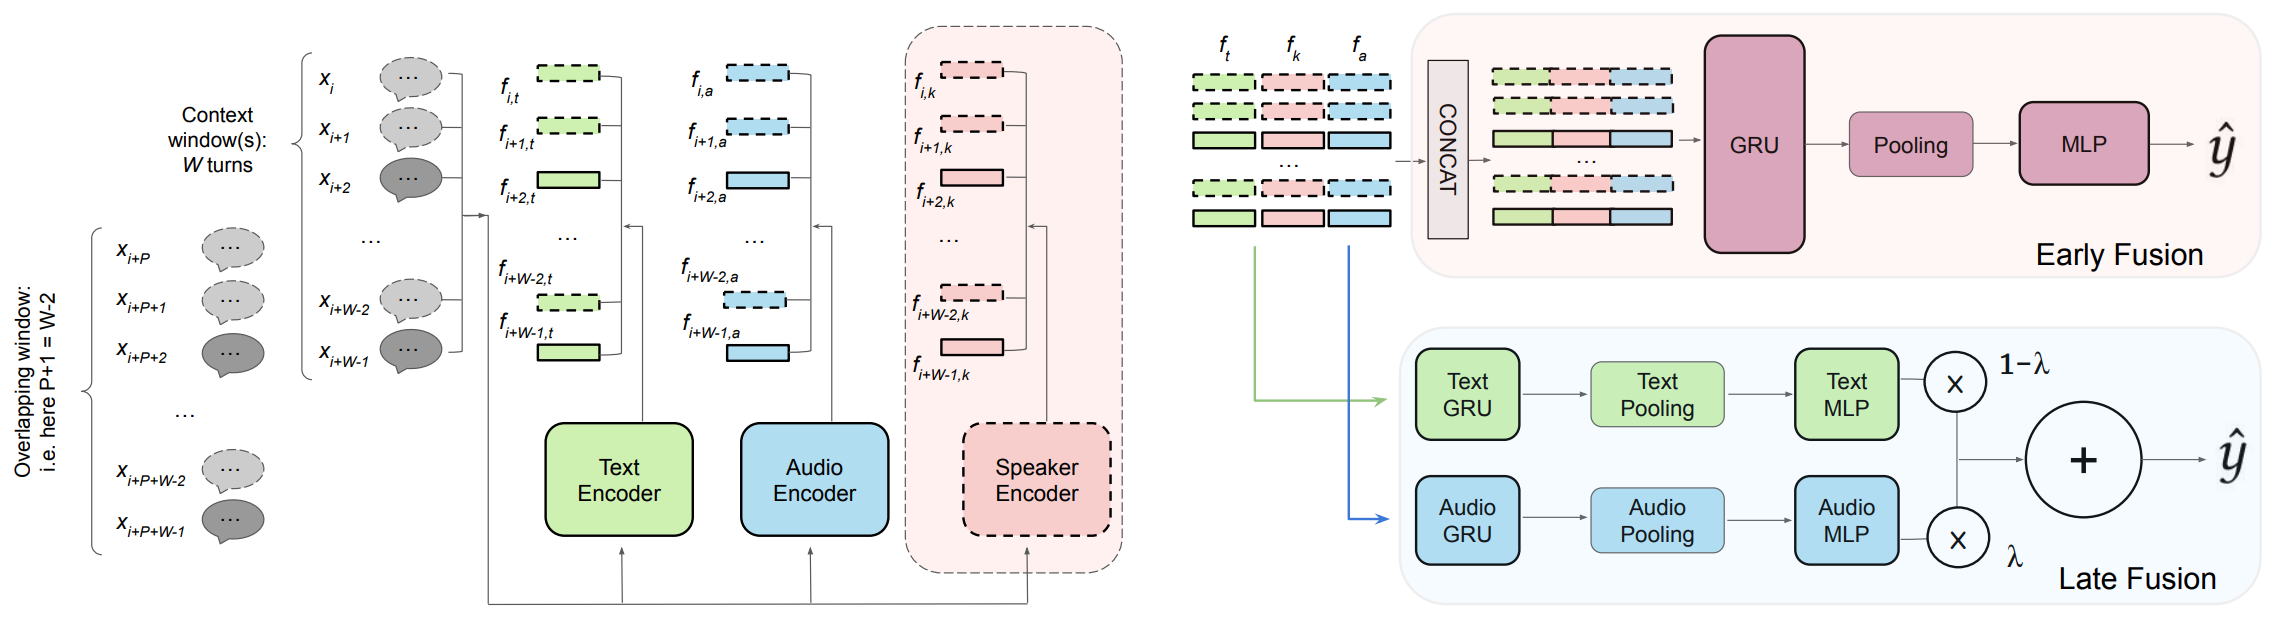 Context
window(s):
W turns
x_i
...
x_{i+1}
...
x_{i+2}
...
...
x_{i+W-2}
...
x_{i+W-1}
...
Overlapping window:
i.e. here P+1 = W-2
x_{i+P}
...
x_{i+P+1}
...
x_{i+P+2}
...
...
x_{i+P+W-2}
...
x_{i+P+W-1}
...
f_{i,t}
f_{i+1,t}
f_{i+2,t}
...
f_{i+W-2,t}
f_{i+W-1,t}
Text
Encoder
f_{i,a}
f_{i+1,a}
f_{i+2,a}
...
f_{i+W-2,a}
f_{i+W-1,a}
Audio
Encoder
f_{i,k}
f_{i+1,k}
f_{i+2,k}
...
f_{i+W-2,k}
f_{i+W-1,k}
Speaker
Encoder
f_t f_k f_a
...
CONCAT
...
GRU
Pooling
MLP
ŷ
Early Fusion
Text
GRU
Text
Pooling
Text
MLP
×
1-λ
Audio
GRU
Audio
Pooling
Audio
MLP
×
λ
+
ŷ
Late Fusion